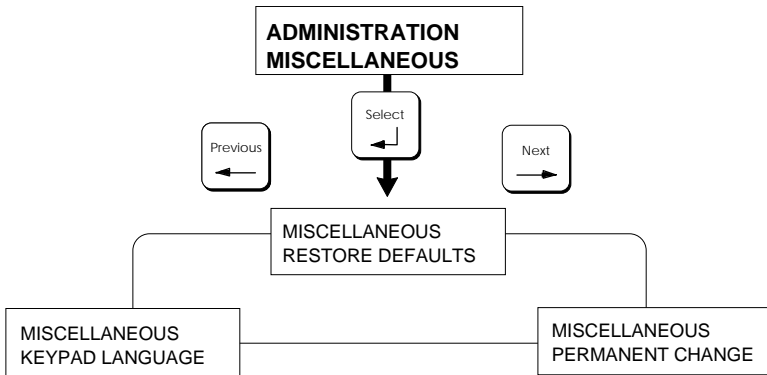 ADMINISTRATION
MISCELLANEOUS
Select
Previous
Next
MISCELLANEOUS
RESTORE DEFAULTS
MISCELLANEOUS
KEYPAD LANGUAGE
MISCELLANEOUS
PERMANENT CHANGE